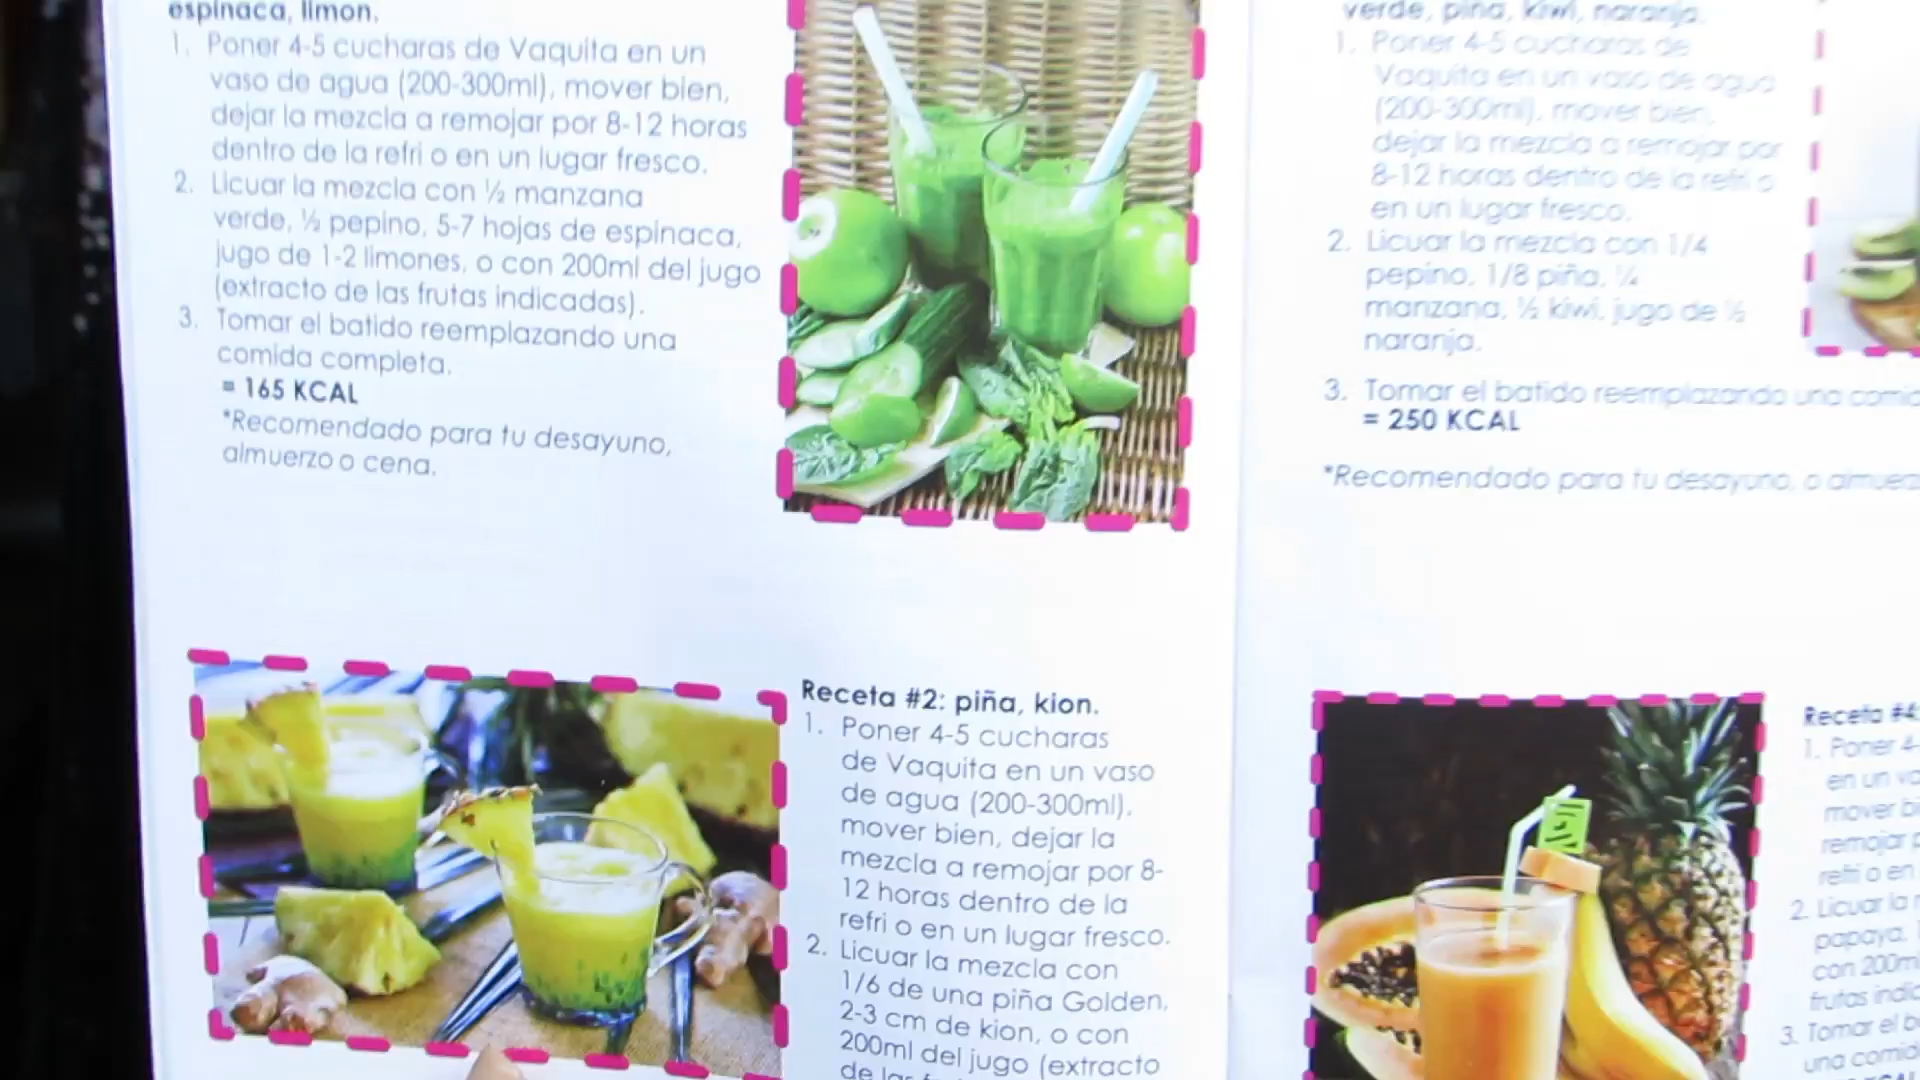 espinaca, limon.
1. Poner 4-5 cucharas de Vaquita en un
vaso de agua (200-300ml), mover bien,
dejar la mezcla a remojar por 8-12 horas
dentro de la refri o en un lugar fresco.
2. Licuar la mezcla con ½ manzana
verde, ½ pepino, 5-7 hojas de espinaca,
jugo de 1-2 limones, o con 200ml del jugo
(extracto de las frutas indicadas).
3. Tomar el batido reemplazando una
comida completa.
= 165 KCAL
*Recomendado para tu desayuno,
almuerzo o cena.
Receta #2: piña, kion.
1. Poner 4-5 cucharas
de Vaquita en un vaso
de agua (200-300ml),
mover bien, dejar la
mezcla a remojar por 8-
12 horas dentro de la
refri o en un lugar fresco.
2. Licuar la mezcla con
1/6 de una piña Golden,
2-3 cm de kion, o con
200ml del jugo (extracto
de las
verde, piña, kiwi, naranja.
1. Poner 4-5 cucharas de
Vaquita en un vaso de agua
(200-300ml), mover bien,
dejar la mezcla a remojar por
8-12 horas dentro de la refri o
en un lugar fresco.
2. Licuar la mezcla con 1/4
pepino, 1/8 piña, ¼
manzana, ½ kiwi, jugo de ½
naranja.
3. Tomar el batido reemplazando una
= 250 KCAL
*Recomendado para tu desayuno, o
Receta #4
1. Poner 4-
en un
mover
remojar
refri o en
2. Licuar la
papaya,
con 200ml
frutas
3. Tomar el
una